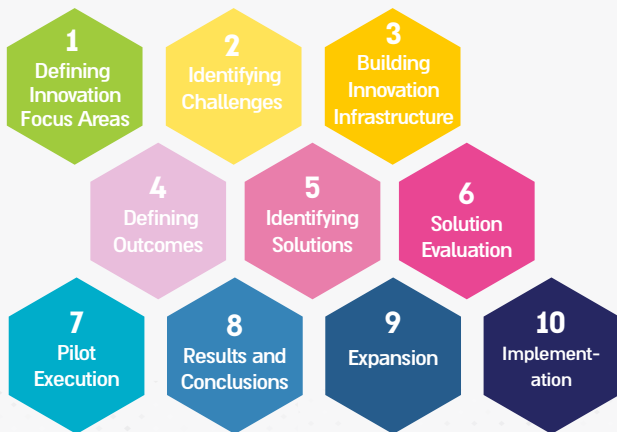 1
Defining
Innovation
Focus Areas
2
Identifying
Challenges
3
Building
Innovation
Infrastructure
4
Defining
Outcomes
5
Identifying
Solutions
6
Solution
Evaluation
7
Pilot
Execution
8
Results and
Conclusions
9
Expansion
10
Implement-
ation